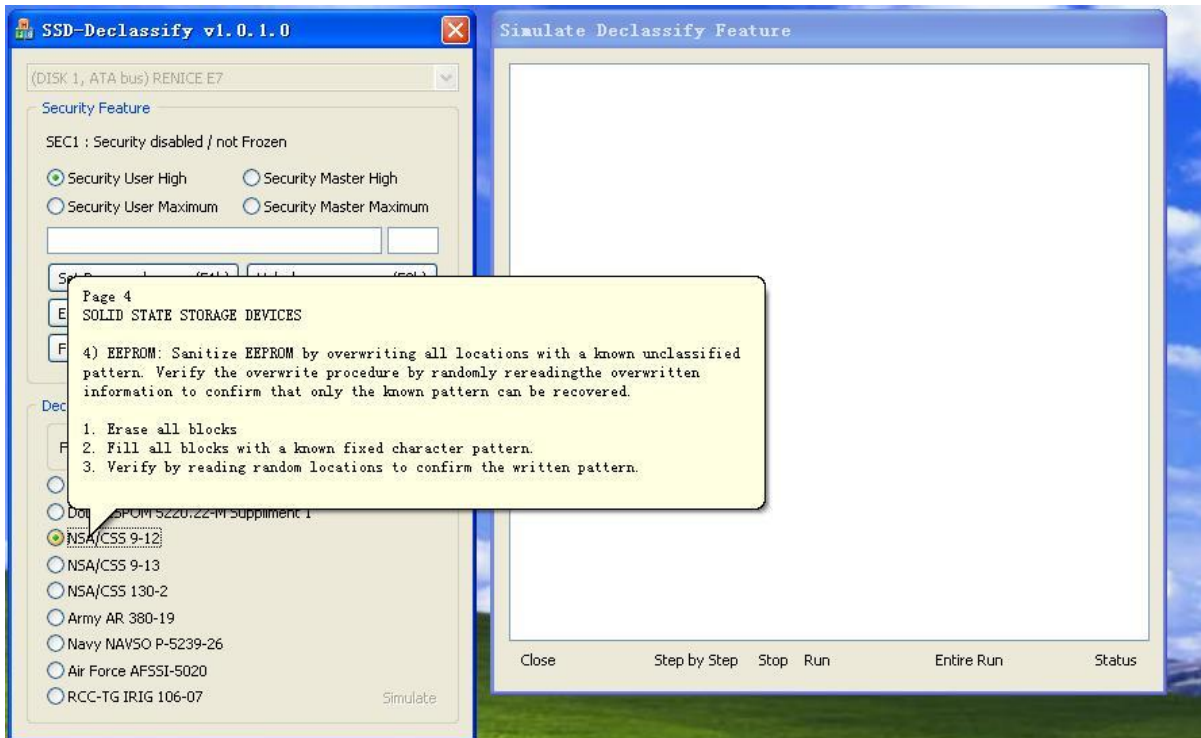 SSD-Declassify v1.0.1.0
(DISK 1, ATA bus) RENICE E7
Security Feature
SEC1 : Security disabled / not Frozen
Security User High
Security Master High
Security User Maximum
Security Master Maximum
Page 4
SOLID STATE STORAGE DEVICES
4) EEPROM: Sanitize EEPROM by overwriting all locations with a known unclassified
pattern. Verify the overwrite procedure by randomly rereadingthe overwritten
information to confirm that only the known pattern can be recovered.
1. Erase all blocks
2. Fill all blocks with a known fixed character pattern.
3. Verify by reading random locations to confirm the written pattern.
5220.22-M Suppliment 1
NSA/CSS 9-12
NSA/CSS 9-13
NSA/CSS 130-2
Army AR 380-19
Navy NAVSO P-5239-26
Air Force AFSSI-5020
RCC-TG IRIG 106-07
Simulate
Simulate Declassify Feature
Close
Step by Step
Stop
Run
Entire Run
Status